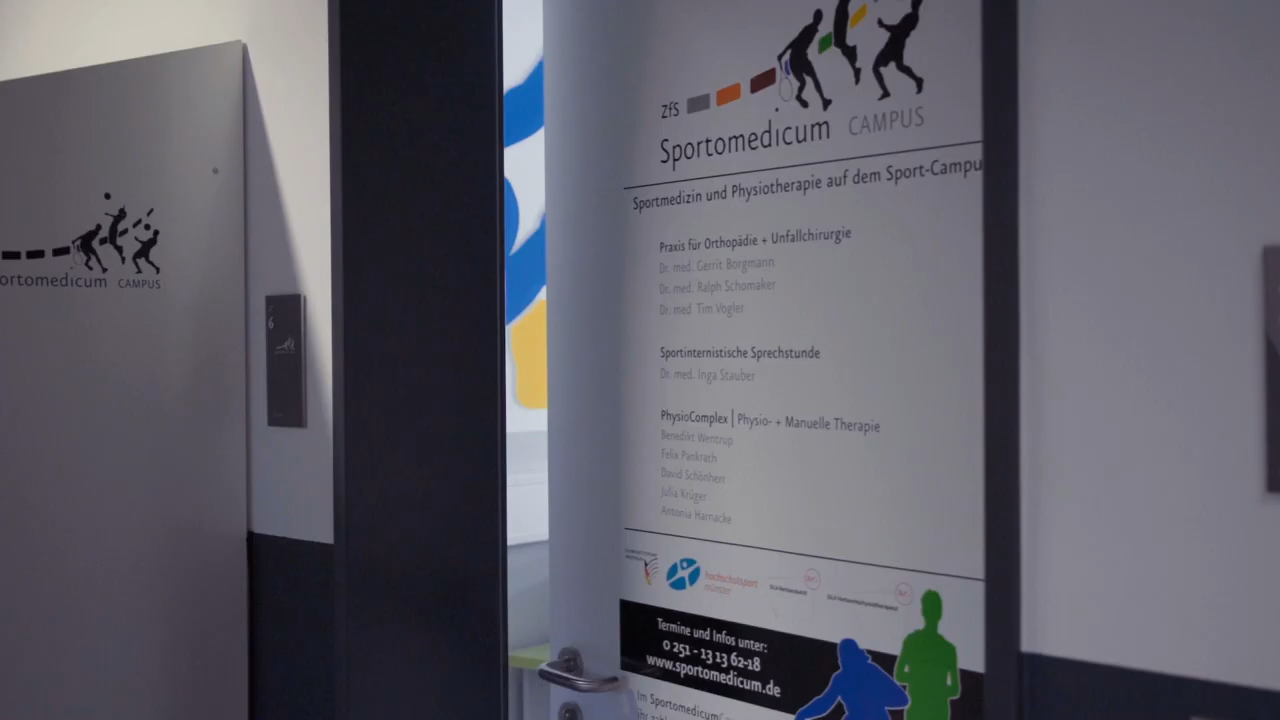 ortomedicum CAMPUS
6
ZfS
Sportomedicum CAMPUS
Sportmedizin und Physiotherapie auf dem Sport-Campu
Praxis für Orthopädie + Unfallchirurgie
Dr. med. Gerrit Borgmann
Dr. med. Ralph Schomaker
Dr. med Tim Vogler
Sportinternistische Sprechstunde
Dr. med. Inga Stauber
PhysioComplex | Physio- + Manuelle Therapie
Benedikt Wentrup
Felix Pankrath
David Schönherr
Julia Krüger
Antonia Harnacke
hochschulsport
münster
Termine und Infos unter:
0 251 - 13 13 62-18
www.sportomedicum.de
Im Sportomedicum